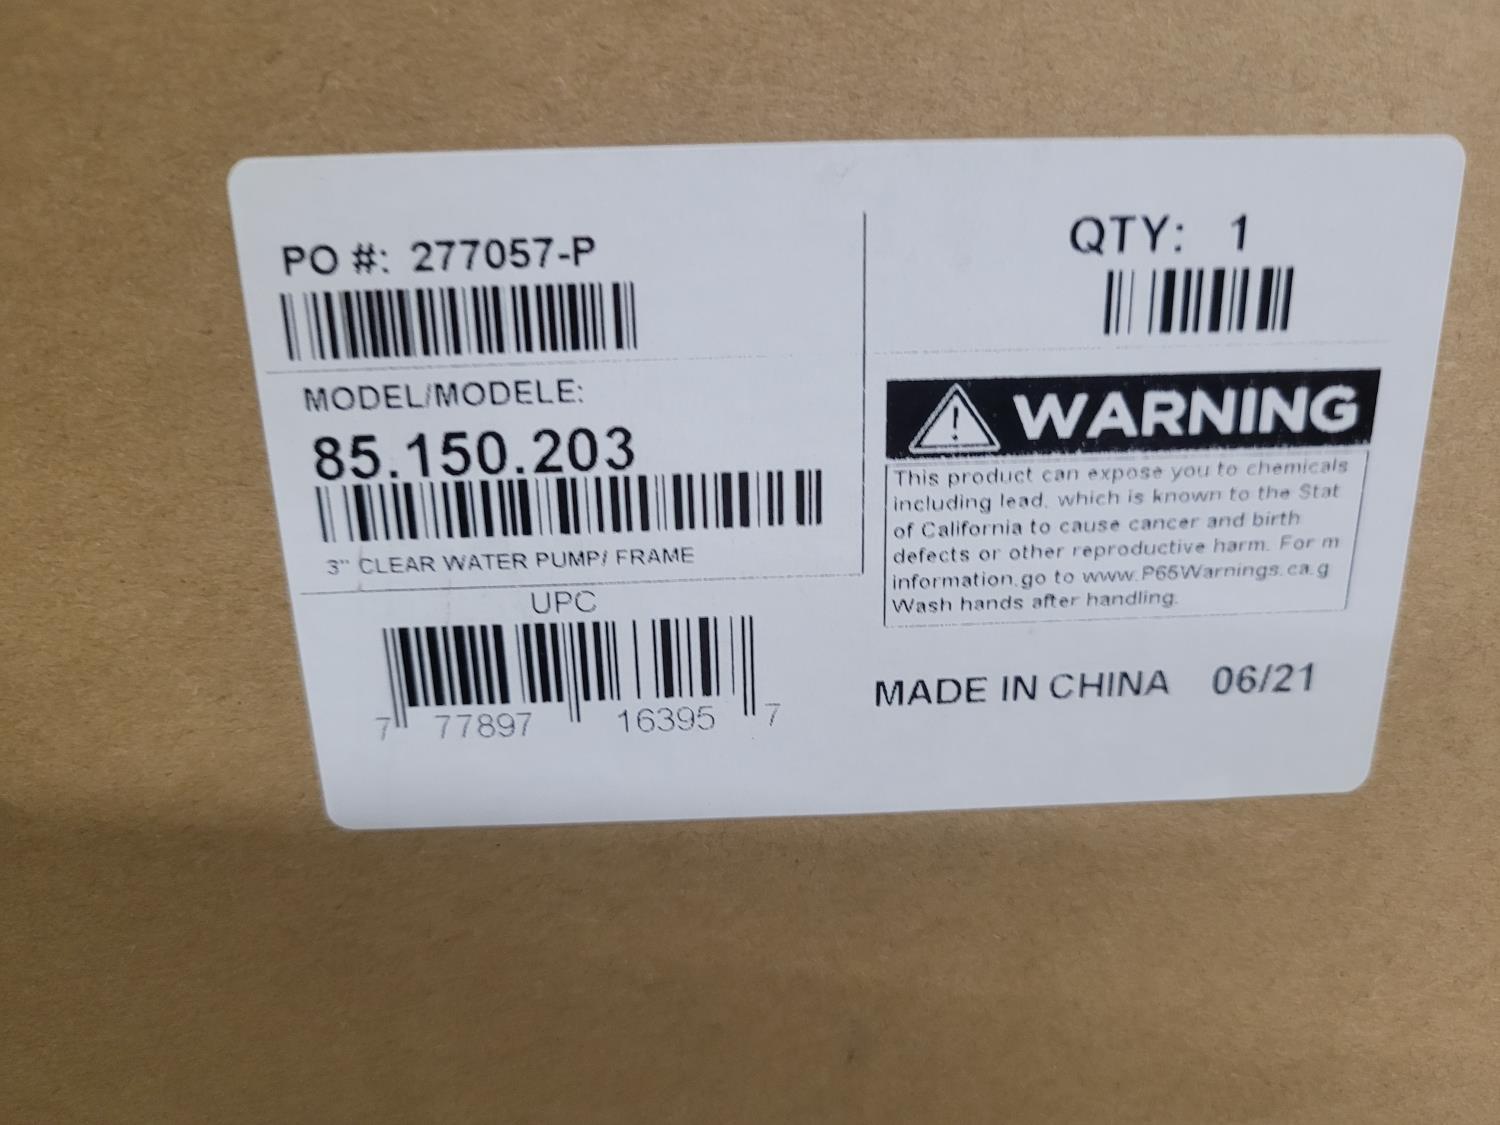 PO #: 277057-P
QTY: 1
MODEL/MODELE:
85.150.203
3" CLEAR WATER PUMP/ FRAME
UPC
7 77897 16395 7
WARNING
This product can expose you to chemicals
including lead, which is known to the Stat
of California to cause cancer and birth
defects or other reproductive harm. For m
information, go to www.P65Warnings.ca.g
Wash hands after handling.
MADE IN CHINA 06/21